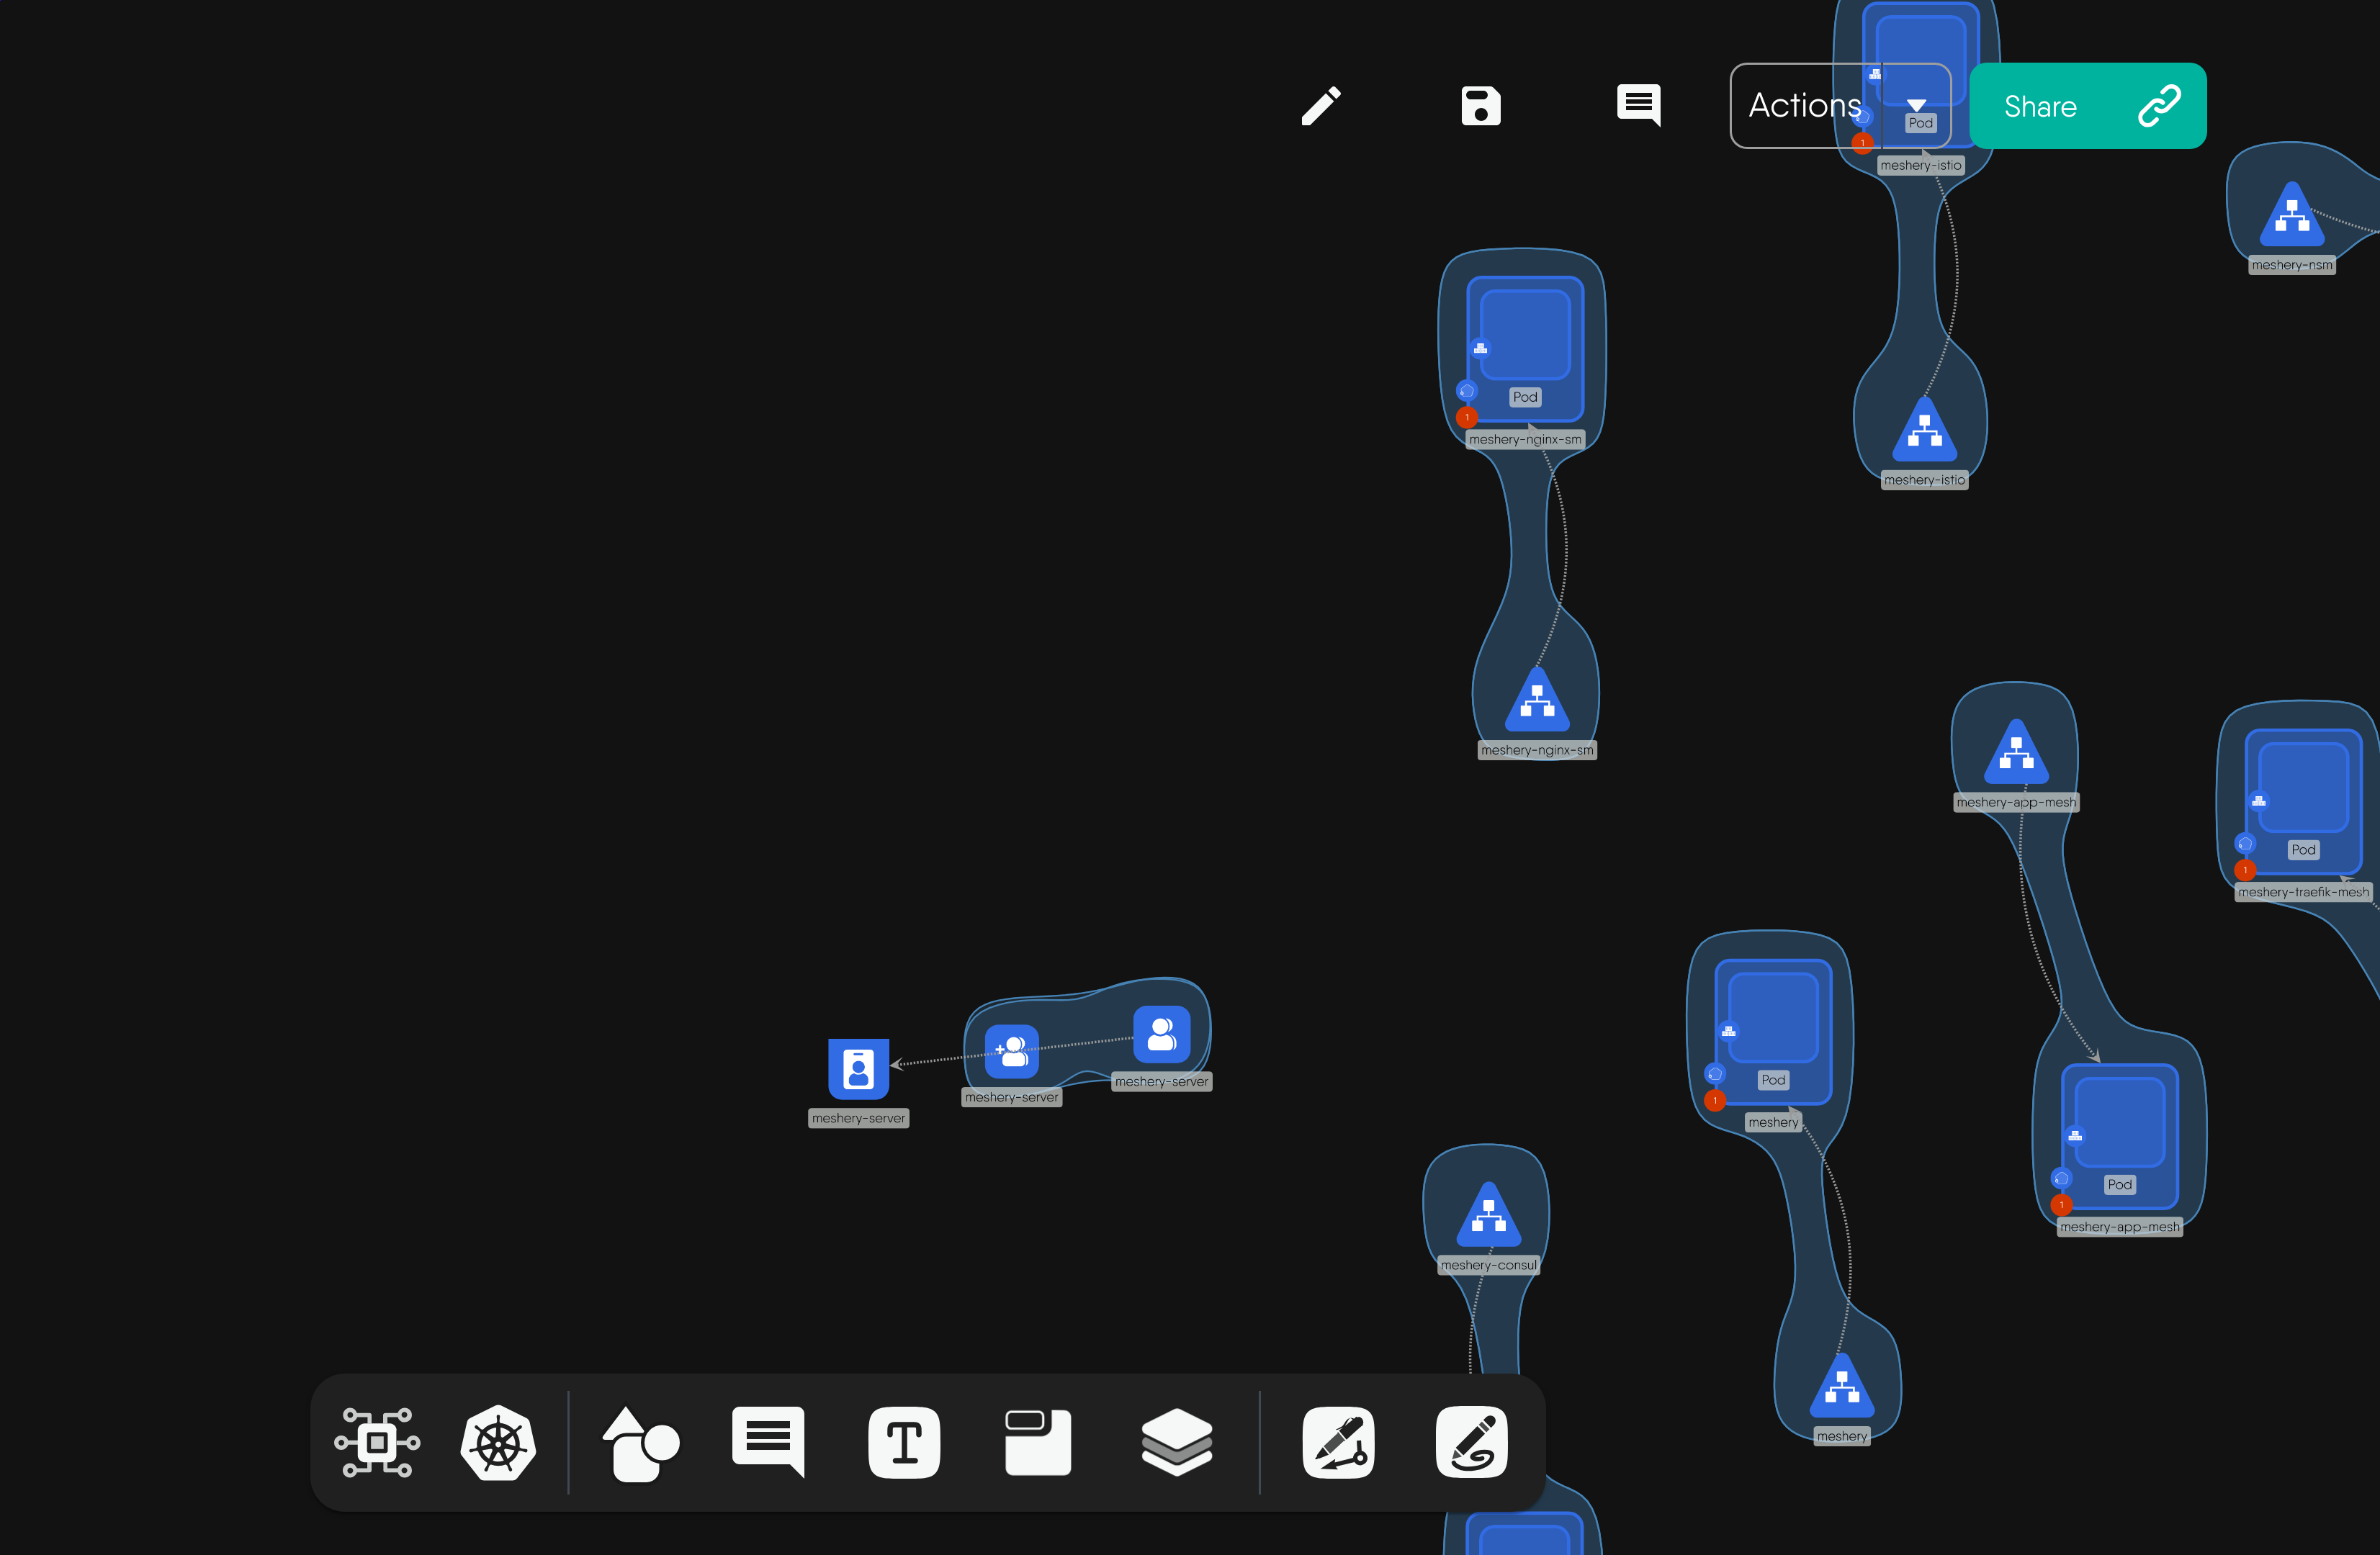 Actions
Share
Pod
1
meshery-istio
meshery-nsm
Pod
1
meshery-nginx-sm
meshery-istio
meshery-nginx-sm
meshery-app-mesh
Pod
1
meshery-traefik-mesh
meshery-server
meshery-server
meshery-server
Pod
1
meshery
Pod
1
meshery-app-mesh
meshery-consul
meshery
T